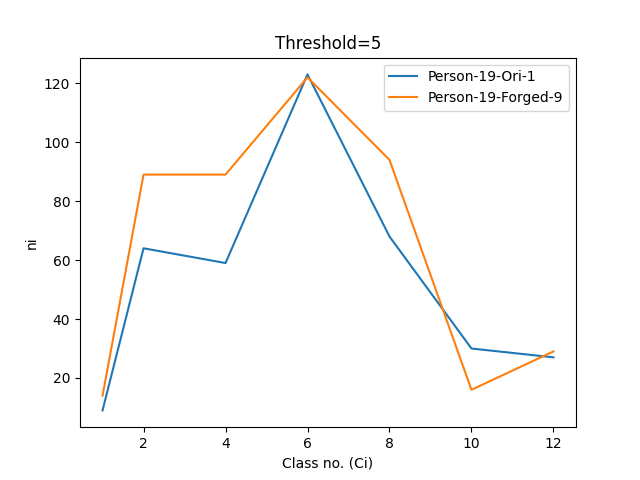 Threshold=5
Person-19-Ori-1
Person-19-Forged-9
120
100
80
60
40
20
ni
2 4 6 8 10 12
Class no. (Ci)